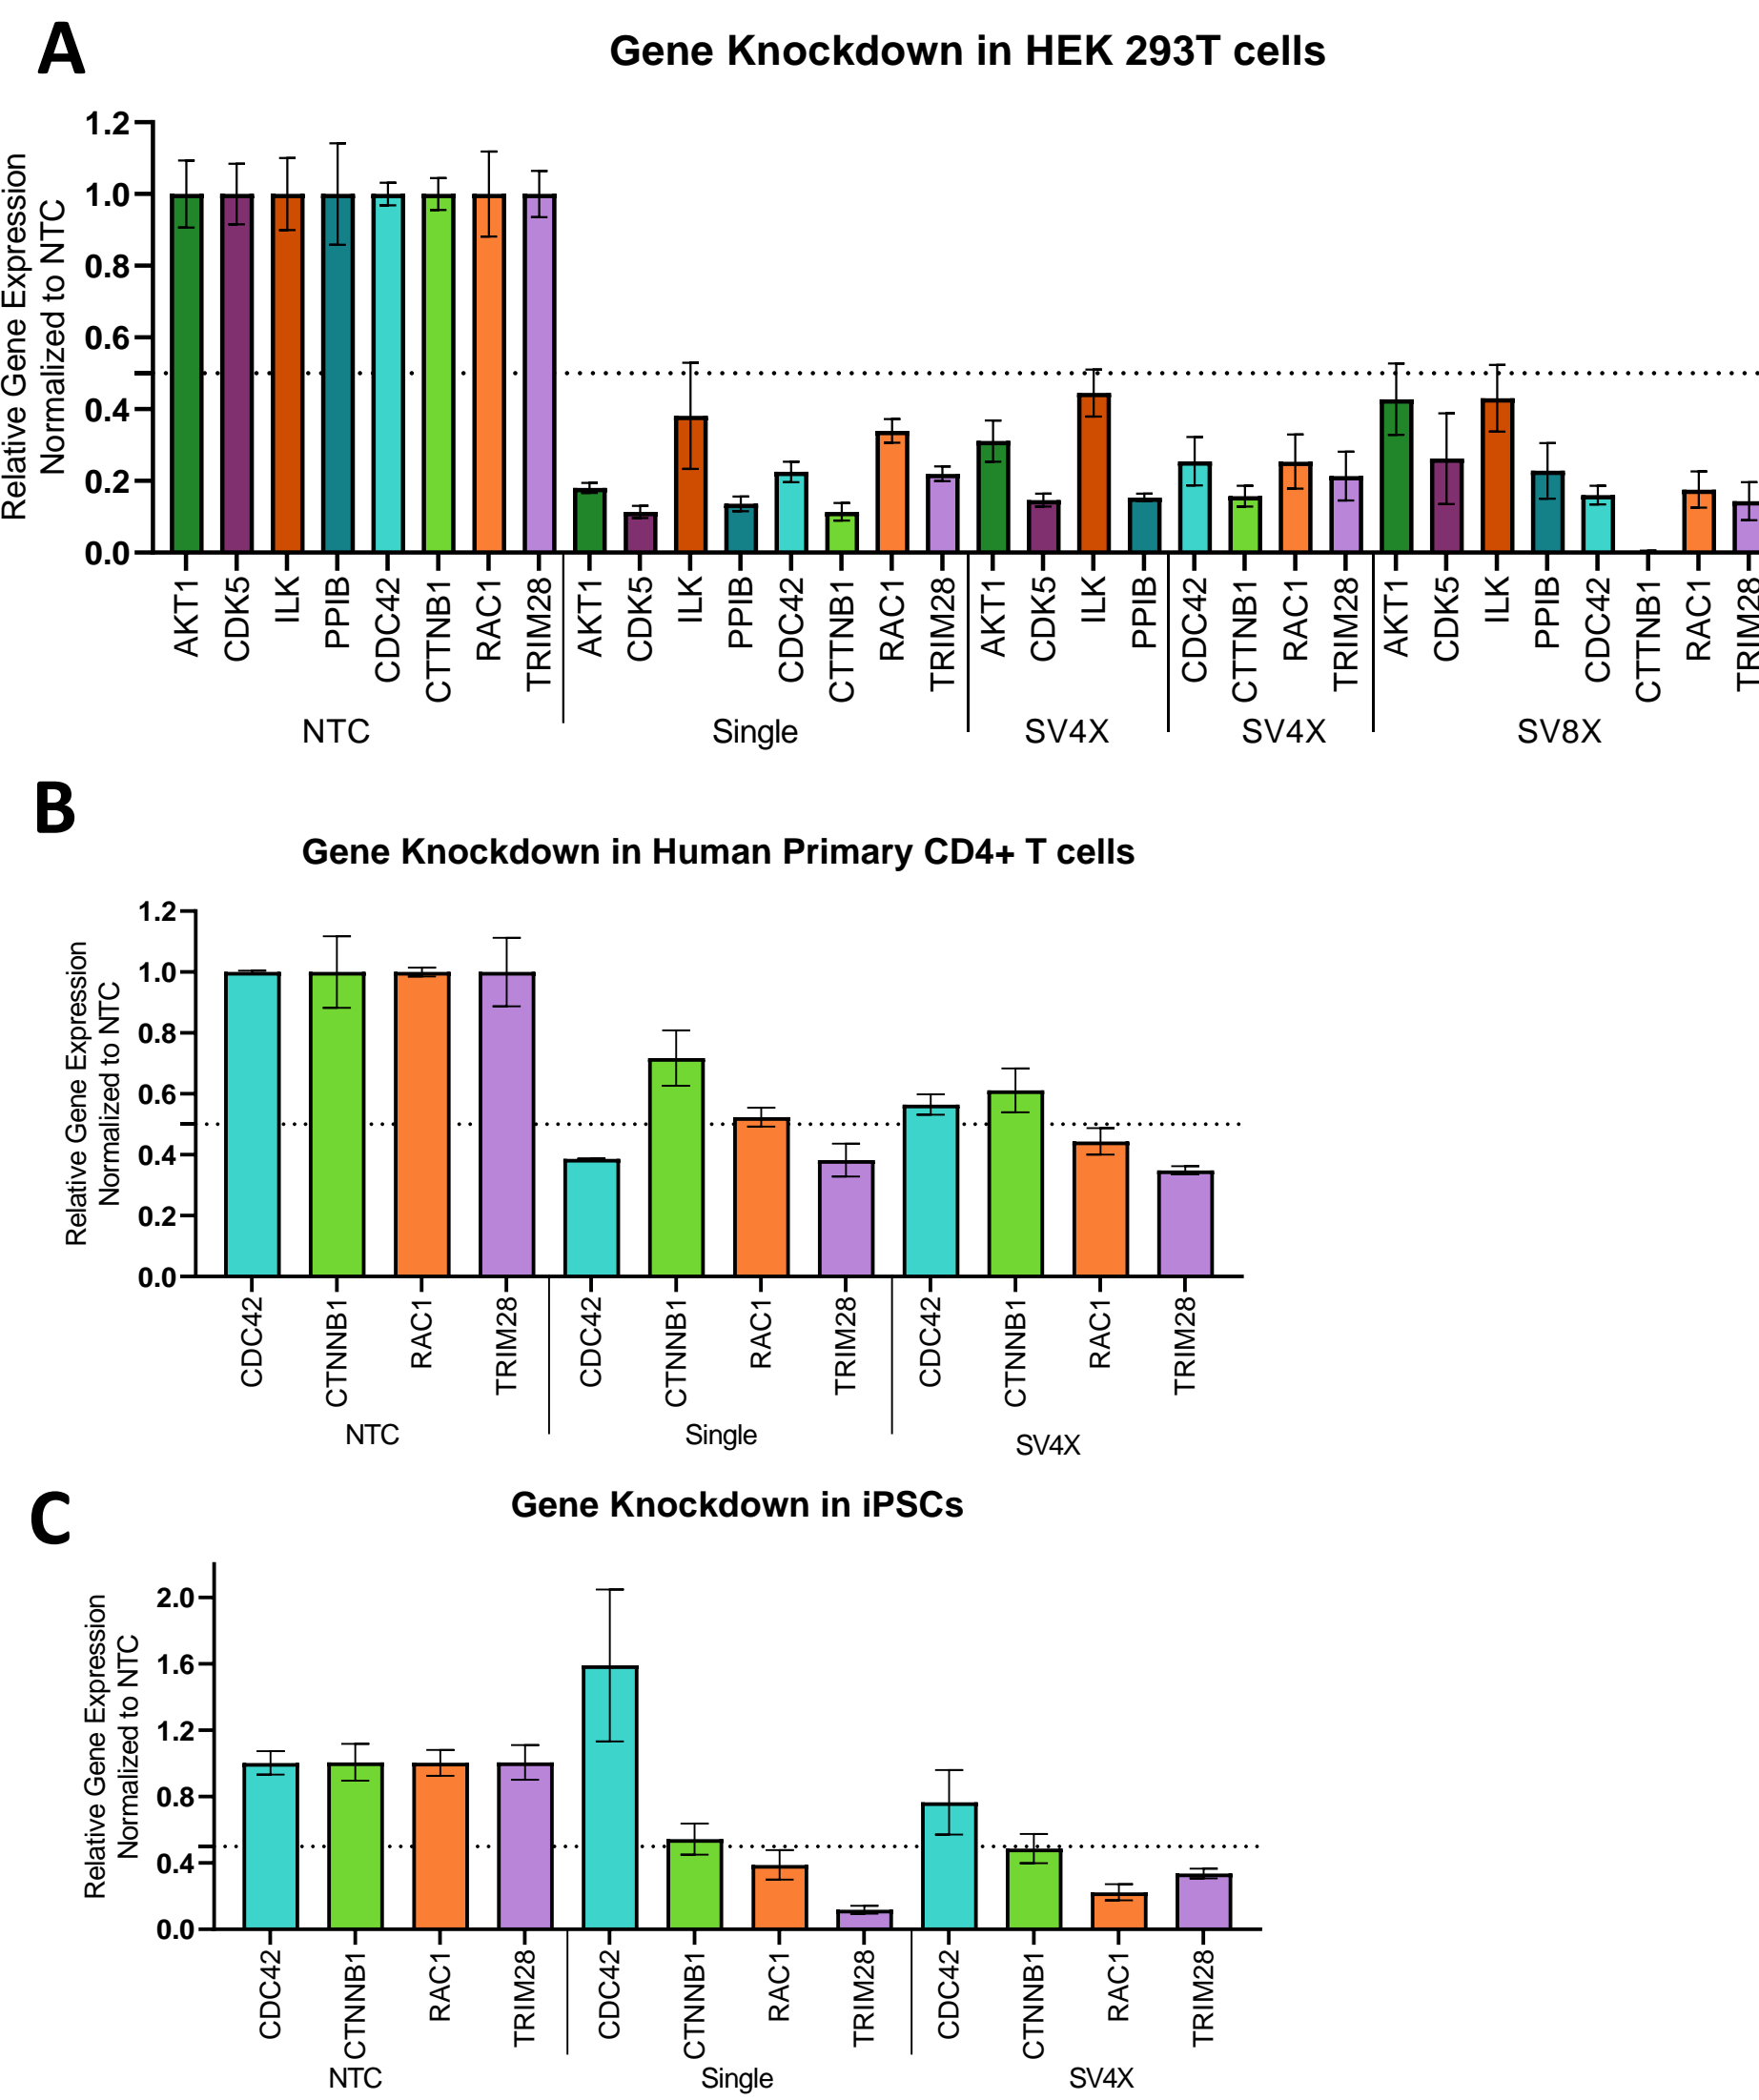 A
Gene Knockdown in HEK 293T cells
Relative Gene Expression
Normalized to NTC
1.2
1.0
0.8
0.6
0.4
0.2
0.0
AKT1 CDK5 ILK PPIB CDC42 CTTNB1 RAC1 TRIM28 AKT1 CDK5 ILK PPIB CDC42 CTTNB1 RAC1 TRIM28 AKT1 CDK5 ILK PPIB CDC42 CTTNB1 RAC1 TRIM28 AKT1 CDK5 ILK PPIB CDC42 CTTNB1 RAC1 TRIM28
NTC Single SV4X SV4X SV8X
B
Gene Knockdown in Human Primary CD4+ T cells
Relative Gene Expression
Normalized to NTC
1.2
1.0
0.8
0.6
0.4
0.2
0.0
CDC42 CTNNB1 RAC1 TRIM28 CDC42 CTNNB1 RAC1 TRIM28 CDC42 CTNNB1 RAC1 TRIM28
NTC Single SV4X
C
Gene Knockdown in iPSCs
Relative Gene Expression
Normalized to NTC
2.0
1.6
1.2
0.8
0.4
0.0
CDC42 CTNNB1 RAC1 TRIM28 CDC42 CTNNB1 RAC1 TRIM28 CDC42 CTNNB1 RAC1 TRIM28
NTC Single SV4X